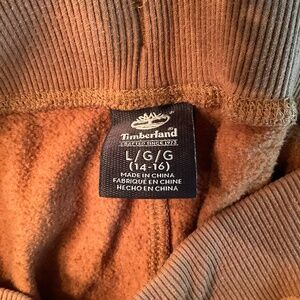 Timberland
CRAFTED SINCE 1973
L/G/G
(14-16)
MADE IN CHINA
FABRIQUÉ EN CHINE
HECHO EN CHINA